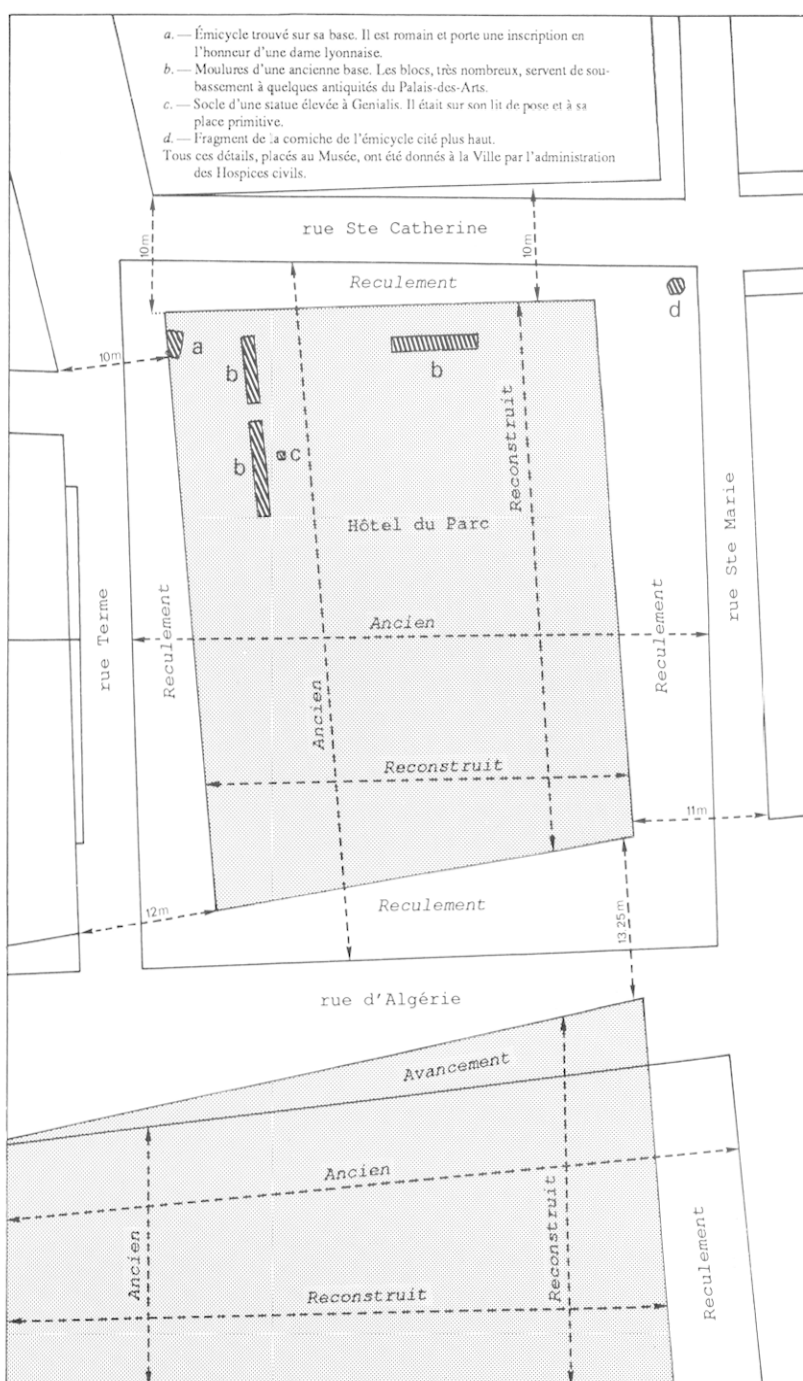 a. — Émicycle trouvé sur sa base. Il est romain et porte une inscription en
l'honneur d'une dame lyonnaise.
b. — Moulures d'une ancienne base. Les blocs, très nombreux, servent de sou-
bassement à quelques antiquités du Palais-des-Arts.
c. — Socle d'une statue élevée à Genialis. Il était sur son lit de pose et à sa
place primitive.
d. — Fragment de la corniche de l'émicycle cité plus haut.
Tous ces détails, placés au Musée, ont été donnés à la Ville par l'administration
des Hospices civils.
10m
rue Ste Catherine
10m
Reculement
d
a
10m
b
b
b
c
Reconstruit
Hôtel du Parc
rue Ste Marie
rue Terme
Reculement
Ancien
Reculement
Ancien
Reconstruit
11m
12m
Reculement
13.25m
rue d'Algérie
Avancement
Ancien
Ancien
Reconstruit
Reconstruit
Reculement